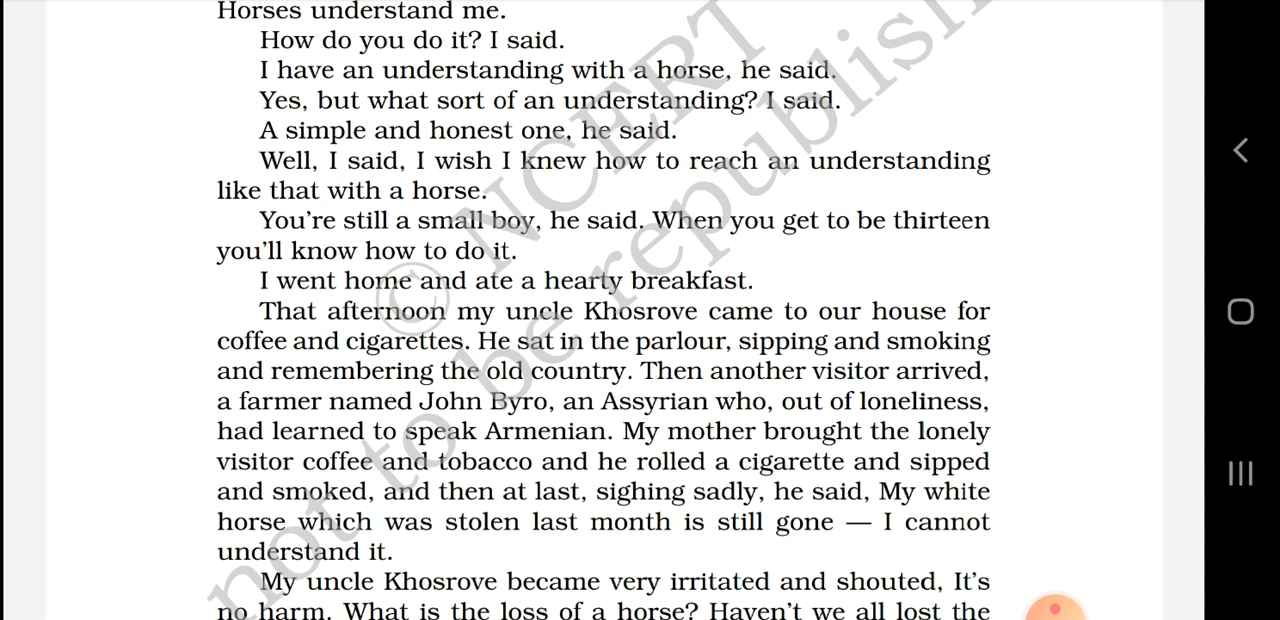 Horses understand me.
How do you do it? I said.
I have an understanding with a horse, he said.
Yes, but what sort of an understanding? I said.
A simple and honest one, he said.
Well, I said, I wish I knew how to reach an understanding
like that with a horse.
You're still a small boy, he said. When you get to be thirteen
you'll know how to do it.
I went home and ate a hearty breakfast.
That afternoon my uncle Khosrove came to our house for
coffee and cigarettes. He sat in the parlour, sipping and smoking
and remembering the old country. Then another visitor arrived,
a farmer named John Byro, an Assyrian who, out of loneliness,
had learned to speak Armenian. My mother brought the lonely
visitor coffee and tobacco and he rolled a cigarette and sipped
and smoked, and then at last, sighing sadly, he said, My white
horse which was stolen last month is still gone — I cannot
understand it.
My uncle Khosrove became very irritated and shouted, It's
no harm. What is the loss of a horse? Haven't we all lost the
© NCERT
not to be republish